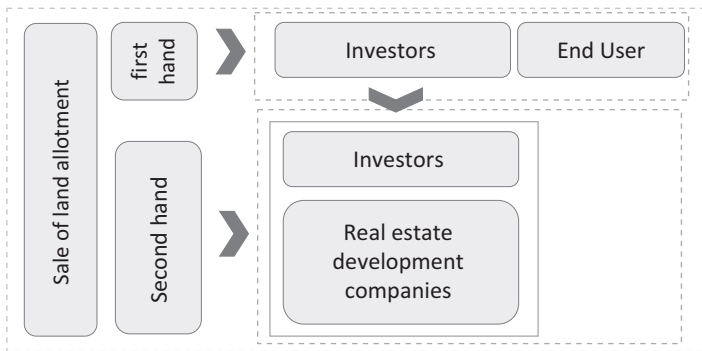 Sale of land allotment
first
hand
Investors
End User
Second hand
Investors
Real estate
development
companies